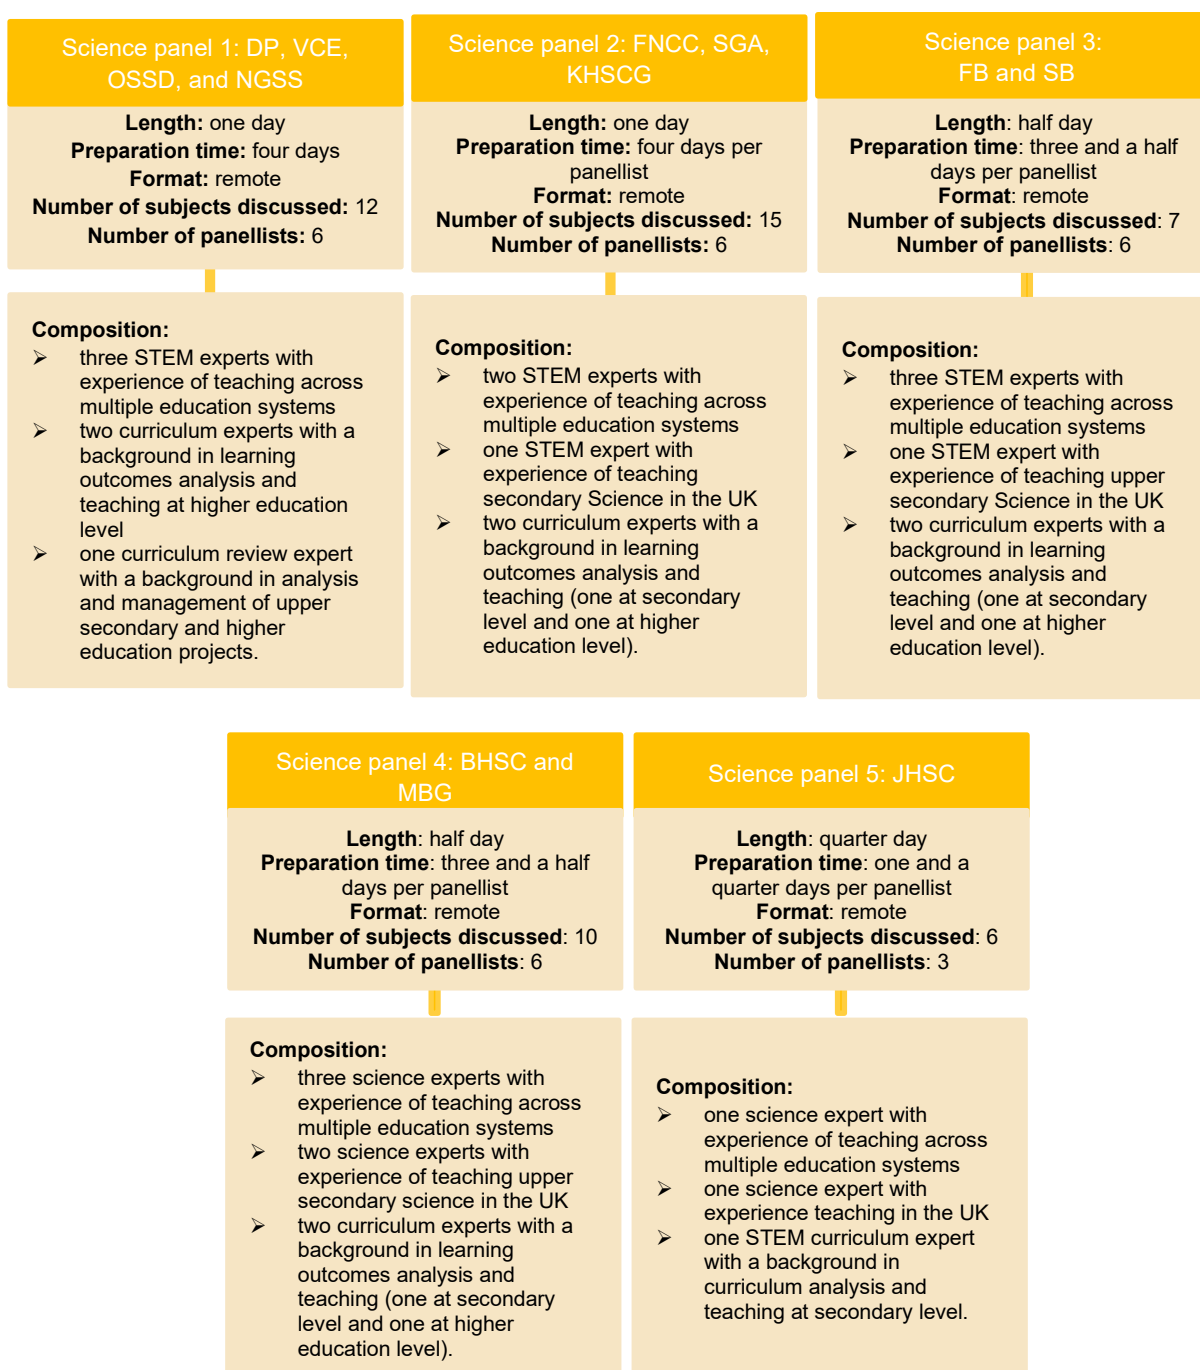 Science panel 1: DP, VCE,
OSSD, and NGSS
Length: one day
Preparation time: four days
Format: remote
Number of subjects discussed: 12
Number of panellists: 6
Composition:
➢ three STEM experts with
experience of teaching across
multiple education systems
➢ two curriculum experts with a
background in learning
outcomes analysis and
teaching at higher education
level
➢ one curriculum review expert
with a background in analysis
and management of upper
secondary and higher
education projects.
Science panel 2: FNCC, SGA,
KHSCG
Length: one day
Preparation time: four days per
panellist
Format: remote
Number of subjects discussed: 15
Number of panellists: 6
Composition:
➢ two STEM experts with
experience of teaching across
multiple education systems
➢ one STEM expert with
experience of teaching
secondary Science in the UK
➢ two curriculum experts with a
background in learning
outcomes analysis and
teaching (one at secondary
level and one at higher
education level).
Science panel 3:
FB and SB
Length: half day
Preparation time: three and a half
days per panellist
Format: remote
Number of subjects discussed: 7
Number of panellists: 6
Composition:
➢ three STEM experts with
experience of teaching across
multiple education systems
➢ one STEM expert with
experience of teaching upper
secondary Science in the UK
➢ two curriculum experts with a
background in learning
outcomes analysis and
teaching (one at secondary
level and one at higher
education level).
Science panel 4: BHSC and
MBG
Length: half day
Preparation time: three and a half
days per panellist
Format: remote
Number of subjects discussed: 10
Number of panellists: 6
Composition:
➢ three science experts with
experience of teaching across
multiple education systems
➢ two science experts with
experience of teaching upper
secondary science in the UK
➢ two curriculum experts with a
background in learning
outcomes analysis and
teaching (one at secondary
level and one at higher
education level).
Science panel 5: JHSC
Length: quarter day
Preparation time: one and a
quarter days per panellist
Format: remote
Number of subjects discussed: 6
Number of panellists: 3
Composition:
➢ one science expert with
experience of teaching across
multiple education systems
➢ one science expert with
experience teaching in the UK
➢ one STEM curriculum expert
with a background in
curriculum analysis and
teaching at secondary level.